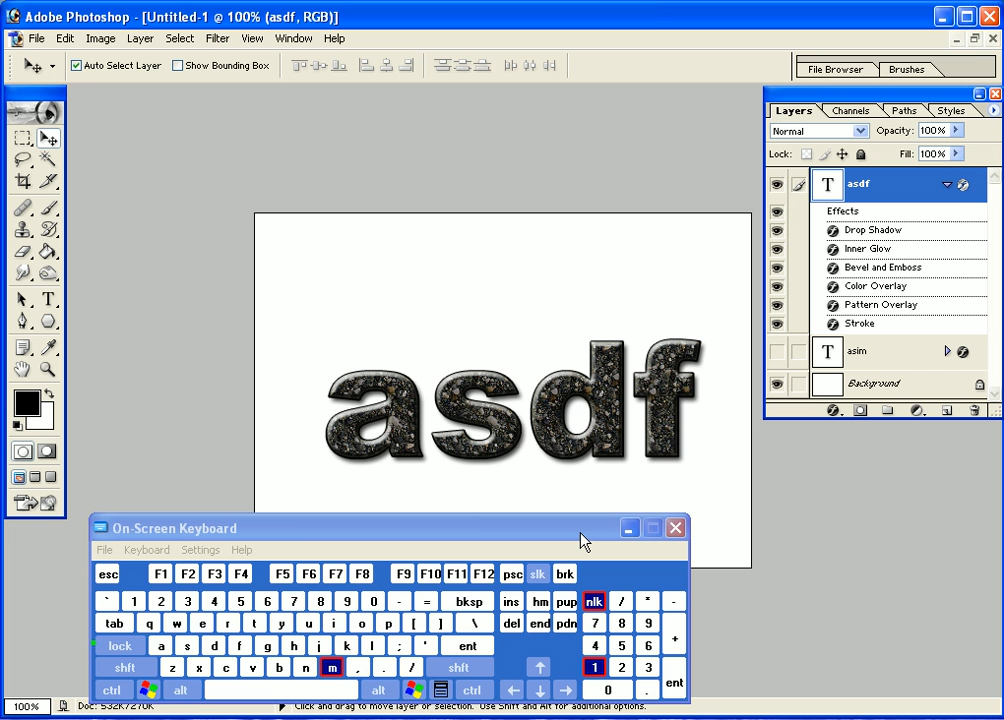 Adobe Photoshop - [Untitled-1 @ 100% (asdf, RGB)]
File Edit Image Layer Select Filter View Window Help
Auto Select Layer Show Bounding Box File Browser Brushes
Layers Channels Paths Styles
Normal Opacity: 100%
Lock: Fill: 100%
T asdf
Effects
Drop Shadow
Inner Glow
Bevel and Emboss
Color Overlay
Pattern Overlay
Stroke
T asim
Background
asdf
On-Screen Keyboard
File Keyboard Settings Help
esc F1 F2 F3 F4 F5 F6 F7 F8 F9 F10 F11 F12 psc slk brk
` 1 2 3 4 5 6 7 8 9 0 - = bksp ins hm pup nlk / * -
tab q w e r t y u i o p [ ] \ del end pdn 7 8 9 +
lock a s d f g h j k l ; ' ent 4 5 6
shft z x c v b n m , . / shft 1 2 3 ent
ctrl alt alt ctrl 0 .
100% Doc: 532K/270K Click and drag to move layer or selection. Use Shift and Alt for additional options.